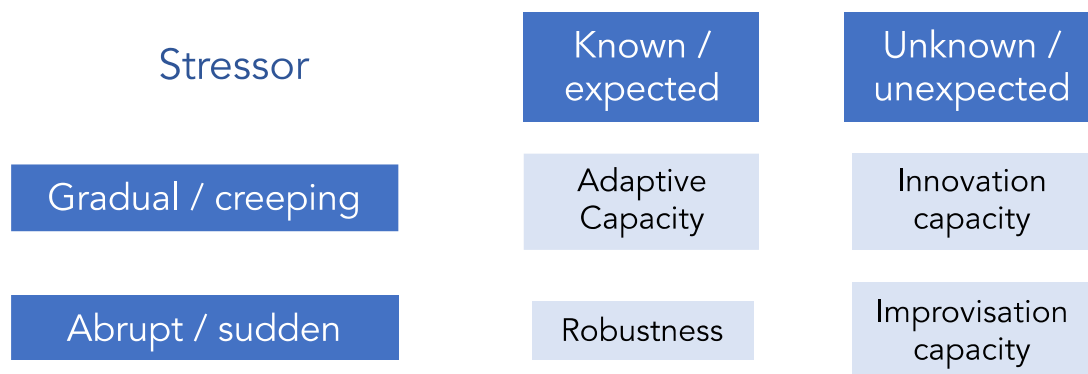 Stressor
Known /
expected
Unknown /
unexpected
Gradual / creeping
Adaptive
Capacity
Innovation
capacity
Abrupt / sudden
Robustness
Improvisation
capacity